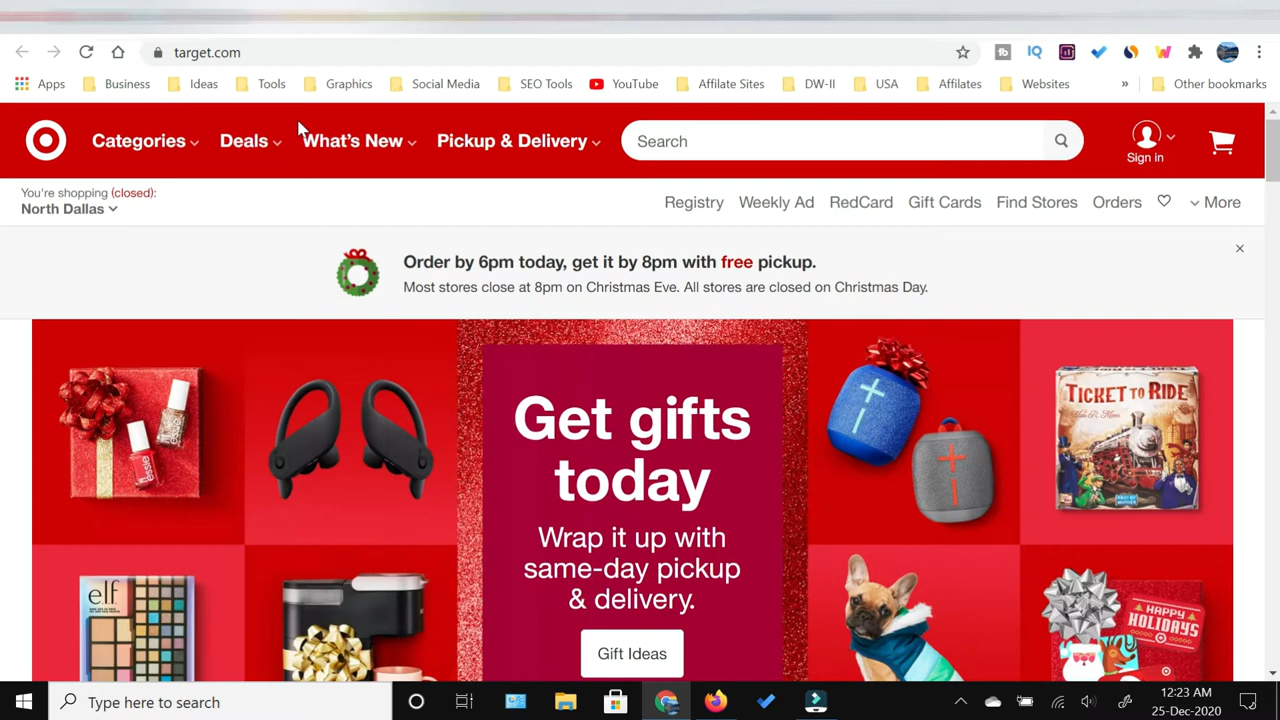 target.com
Apps Business Ideas Tools Graphics Social Media SEO Tools YouTube Affiliate Sites DW-II USA Affiliates Websites » Other bookmarks
Categories Deals What's New Pickup & Delivery Search Sign in
You're shopping (closed):
North Dallas
Registry Weekly Ad RedCard Gift Cards Find Stores Orders More
Order by 6pm today, get it by 8pm with free pickup.
Most stores close at 8pm on Christmas Eve. All stores are closed on Christmas Day.
Get gifts
today
Wrap it up with
same-day pickup
& delivery.
Gift Ideas
essie
TICKET TO RIDE
e.l.f
HAPPY
HOLIDAYS
Type here to search
12:23 AM
25-Dec-2020